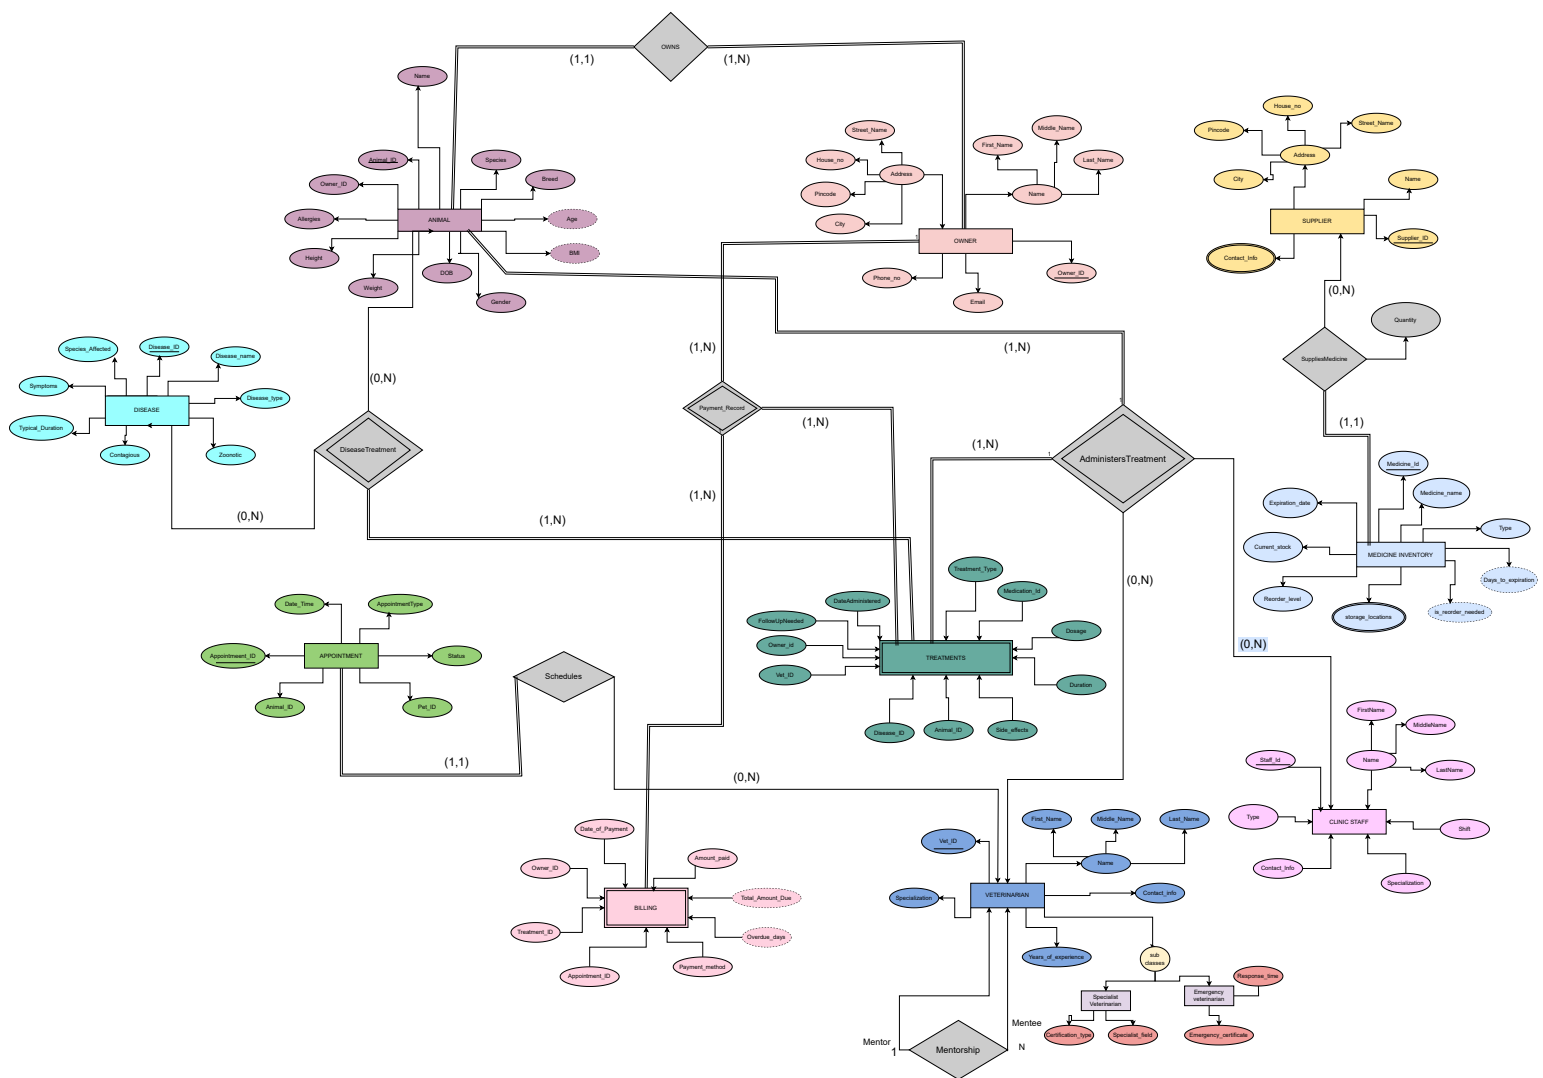 OWNS
(1,1)
(1,N)
Name
Animal_ID
Species
Owner_ID
Breed
Allergies
ANIMAL
Age
Height
BMI
Weight
DOB
Gender
Street_Name
House_no
Address
Pincode
City
First_Name
Middle_Name
Last_Name
Name
1
OWNER
Phone_no
Email
Owner_ID
House_no
Pincode
Street_Name
Address
City
Name
SUPPLIER
Supplier_ID
Contact_Info
(0,N)
Quantity
SuppliesMedicine
(1,1)
Species_Affected
Disease_ID
Disease_name
Symptoms
Disease_type
DISEASE
Typical_Duration
Contagious
Zoonotic
(0,N)
DiseaseTreatment
(0,N)
(1,N)
(1,N)
Payment_Record
(1,N)
(1,N)
(1,N)
1
(1,N)
1
AdministersTreatment
(0,N)
(0,N)
Medicine_Id
Expiration_date
Medicine_name
Type
Current_stock
MEDICINE INVENTORY
Days_to_expiration
Reorder_level
storage_locations
is_reorder_needed
Date_Time
AppointmentType
Appointmeant_ID
APPOINTMENT
Status
Animal_ID
Pet_ID
Schedules
(1,1)
(0,N)
Treatment_Type
DateAdministered
Medication_Id
FollowUpNeeded
Dosage
Owner_id
TREATMENTS
Vet_ID
Duration
Disease_ID
Animal_ID
Side_effects
FirstName
MiddleName
Staff_Id
Name
LastName
Type
CLINIC STAFF
Shift
Contact_Info
Specialization
Date_of_Payment
Owner_ID
Amount_paid
BILLING
Total_Amount_Due
Treatment_ID
Overdue_days
Appointment_ID
Payment_method
First_Name
Middle_Name
Last_Name
Vet_ID
Name
VETERINARIAN
Contact_info
Specialization
Years_of_experience
sub
classes
Specialist
Veterinarian
Emergency
veterinarian
Response_time
Certification_type
Specialist_field
Emergency_certificate
Mentor
1
Mentorship
Mentee
N